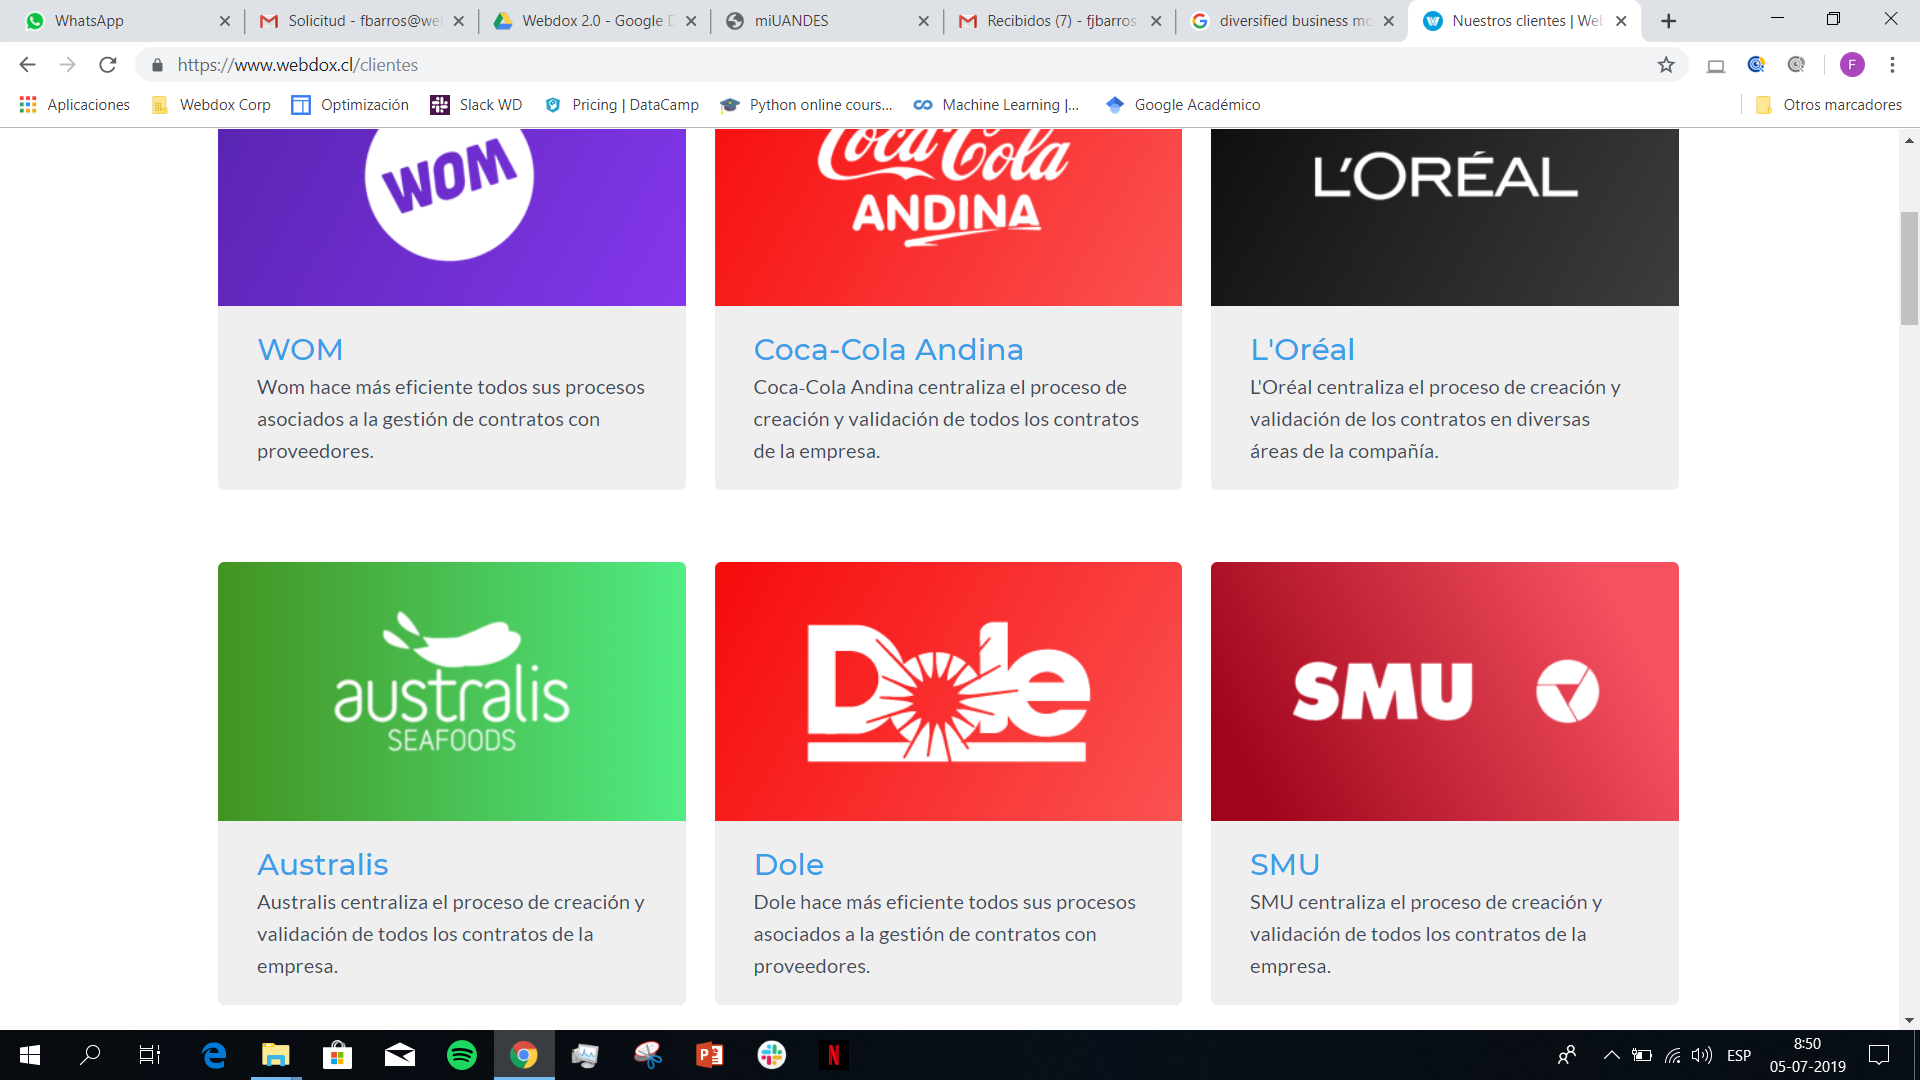 WhatsApp
Solicitud - fbarros@we
Webdox 2.0 - Google D
miUANDES
Recibidos (7) - fjbarros
diversified business mo
Nuestros clientes | Web
https://www.webdox.cl/clientes
F
Aplicaciones
Webdox Corp
Optimización
Slack WD
Pricing | DataCamp
Python online cours...
Machine Learning |...
Google Académico
Otros marcadores
WOM
Coca-Cola
ANDINA
L'ORÉAL
WOM
Wom hace más eficiente todos sus procesos
asociados a la gestión de contratos con
proveedores.
Coca-Cola Andina
Coca-Cola Andina centraliza el proceso de
creación y validación de todos los contratos
de la empresa.
L'Oréal
L'Oréal centraliza el proceso de creación y
validación de los contratos en diversas
áreas de la compañía.
australis
SEAFOODS
Dole
SMU
Australis
Australis centraliza el proceso de creación y
validación de todos los contratos de la
empresa.
Dole
Dole hace más eficiente todos sus procesos
asociados a la gestión de contratos con
proveedores.
SMU
SMU centraliza el proceso de creación y
validación de todos los contratos de la
empresa.
ESP
8:50
05-07-2019